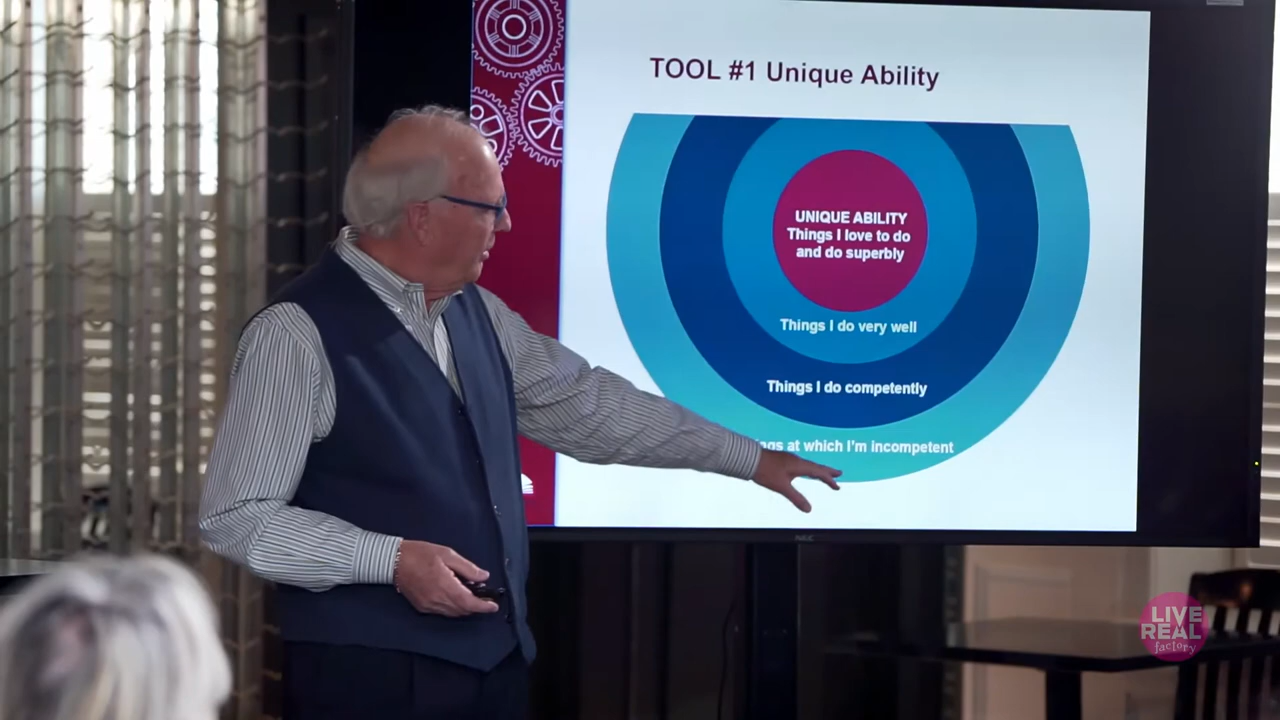 TOOL #1 Unique Ability
UNIQUE ABILITY
Things I love to do
and do superbly
Things I do very well
Things I do competently
at which I'm incompetent
NEC
LIVE
REAL
factory